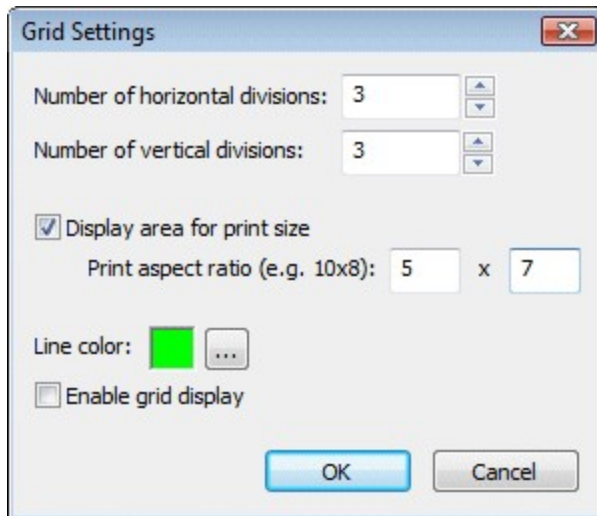 Grid Settings
Number of horizontal divisions: 3
Number of vertical divisions: 3
Display area for print size
Print aspect ratio (e.g. 10x8): 5 x 7
Line color: ...
Enable grid display
OK Cancel